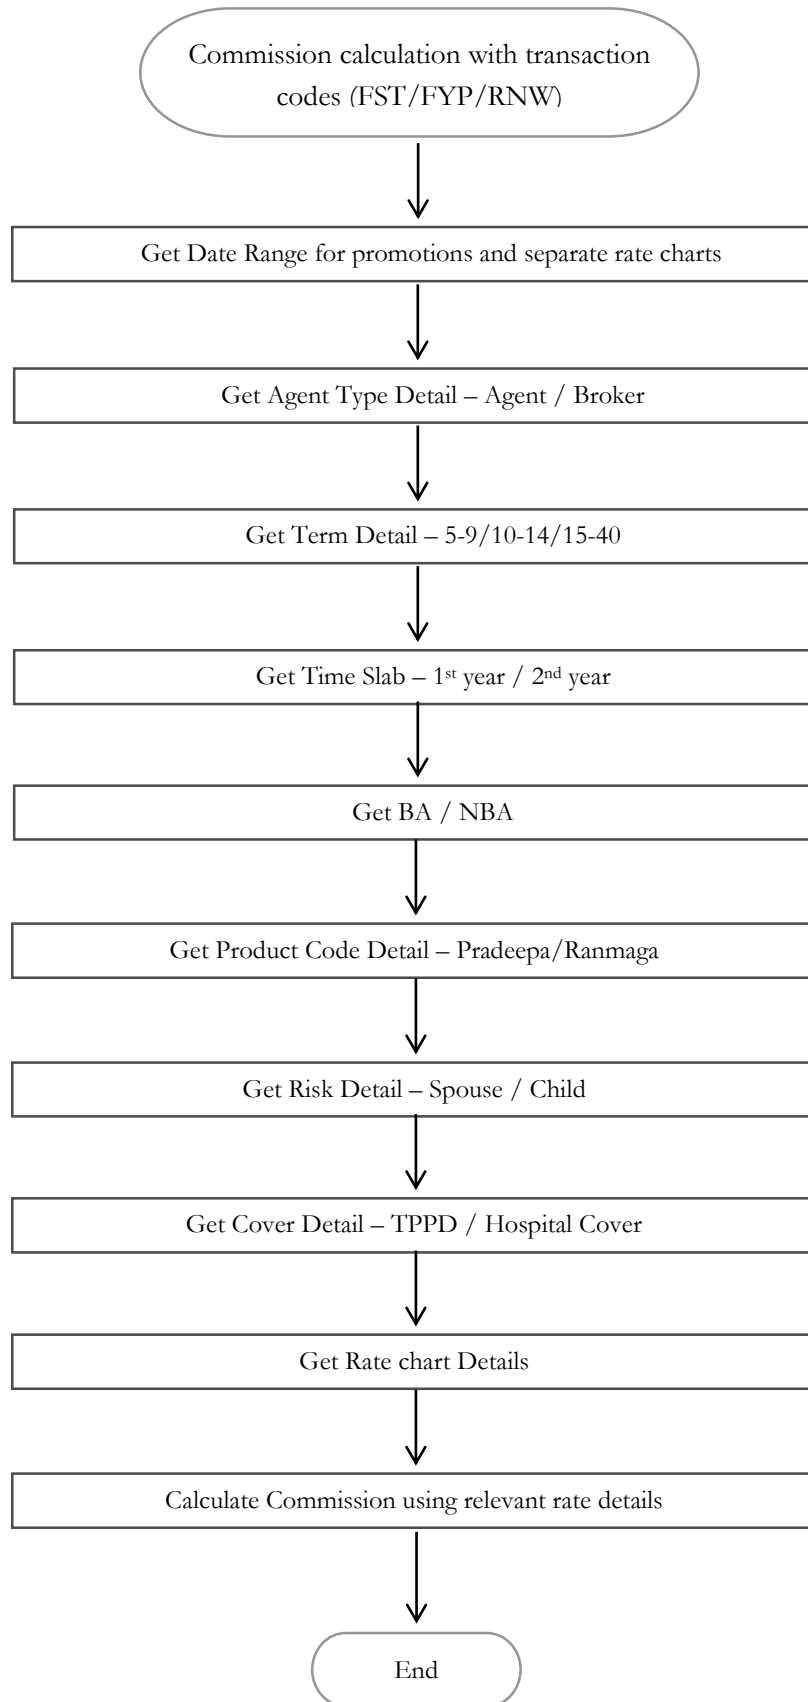 Commission calculation with transaction
codes (FST/FYP/RNW)
Get Date Range for promotions and separate rate charts
Get Agent Type Detail – Agent / Broker
Get Term Detail – 5-9/10-14/15-40
Get Time Slab – 1st year / 2nd year
Get BA / NBA
Get Product Code Detail – Pradeepa/Ranmaga
Get Risk Detail – Spouse / Child
Get Cover Detail – TPPD / Hospital Cover
Get Rate chart Details
Calculate Commission using relevant rate details
End